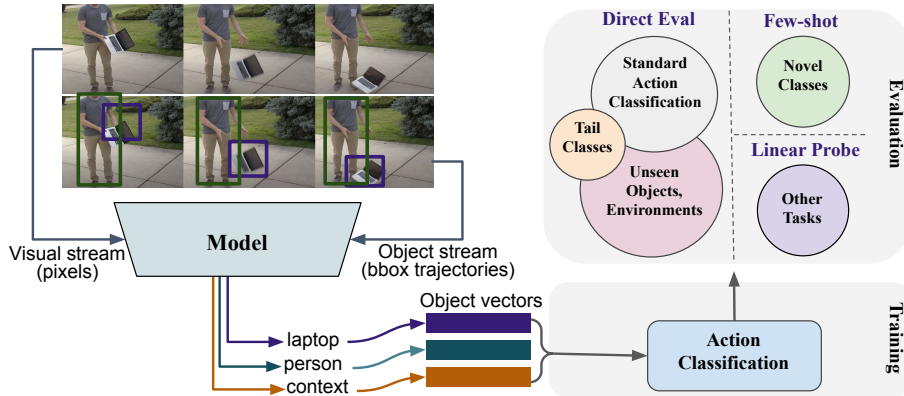 Direct Eval
Few-shot
Standard
Action
Classification
Novel
Classes
Tail
Classes
Unseen
Objects,
Environments
Linear Probe
Other
Tasks
Evaluation
Model
Visual stream
(pixels)
Object stream
(bbox trajectories)
Object vectors
laptop
person
context
Action
Classification
Training